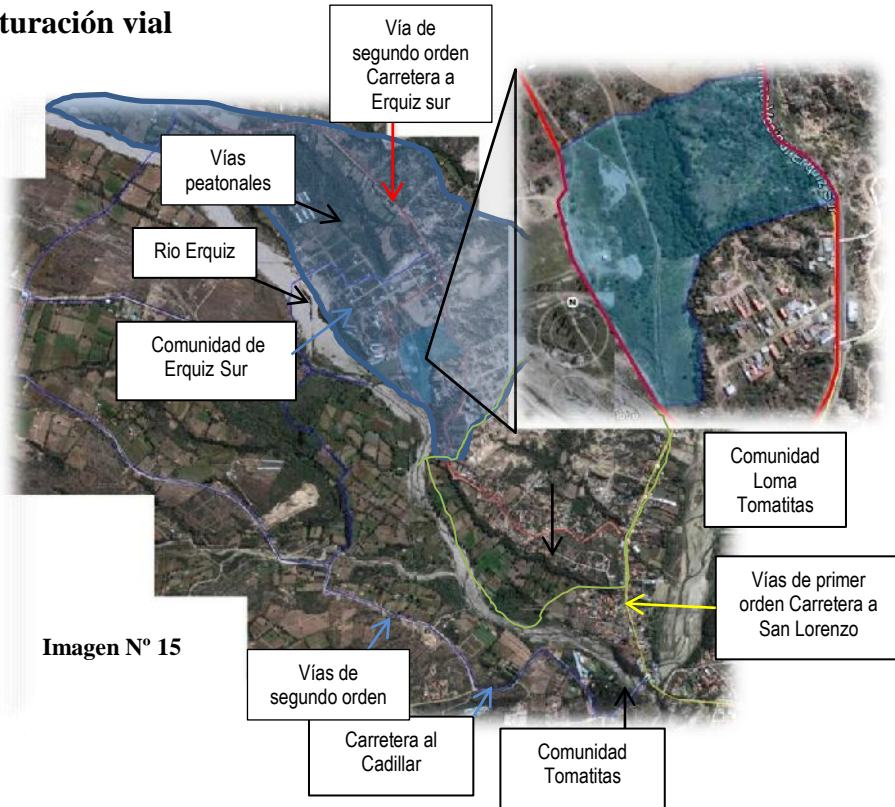 turación vial
Vía de
segundo orden
Carretera a
Erquiz sur
Vías
peatonales
Rio Erquiz
Comunidad de
Erquiz Sur
Comunidad
Loma
Tomatitas
Vías de primer
orden Carretera a
San Lorenzo
Imagen Nº 15
Vías de
segundo orden
Carretera al
Cadillar
Comunidad
Tomatitas
N
Erquiz Sur